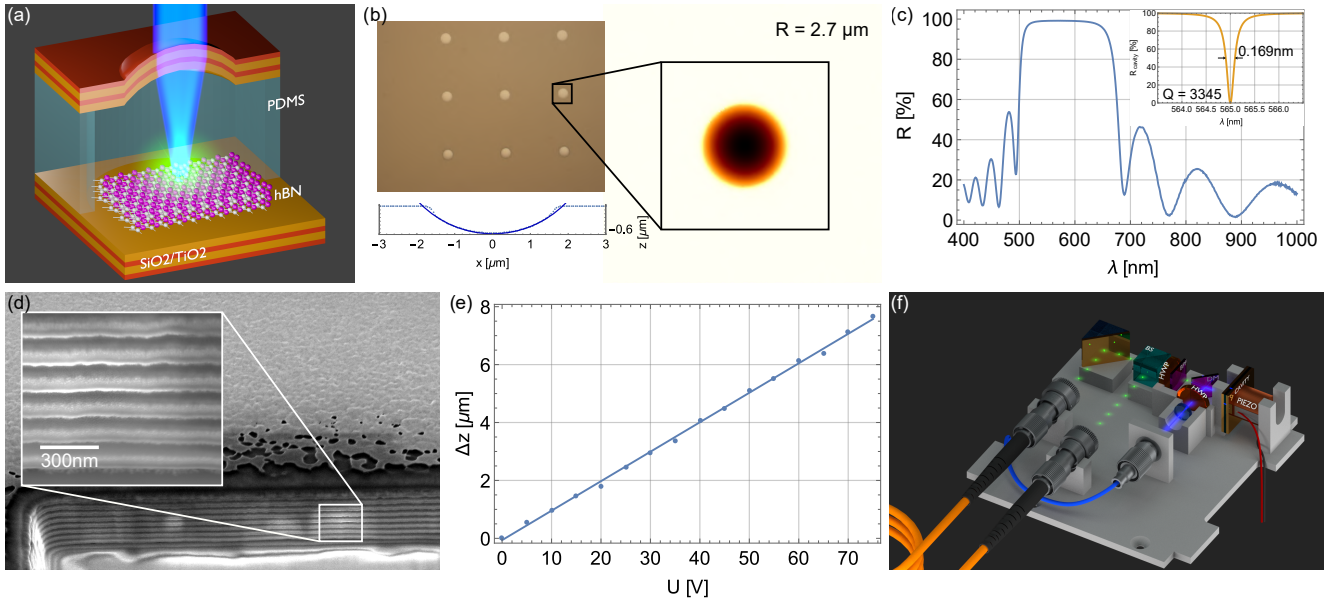 (a)
PDMS
hBN
SiO2/TiO2
(b)
R = 2.7 µm
−3 −2 −1 0 1 2 3
x [µm]
−0.6
z [µm]
(c)
100
80
60
40
20
0
R [%]
400 500 600 700 800 900 1000
λ [nm]
100
80
60
40
20
0
R cavity [%]
0.169nm
Q = 3345
564.0 564.5 565.0 565.5 566.0
λ [nm]
(d)
300nm
(e)
8
6
4
2
0
Δz [µm]
0 10 20 30 40 50 60 70
U [V]
(f)
BS
HWP
HWP
DM
CAVITY
PIEZO